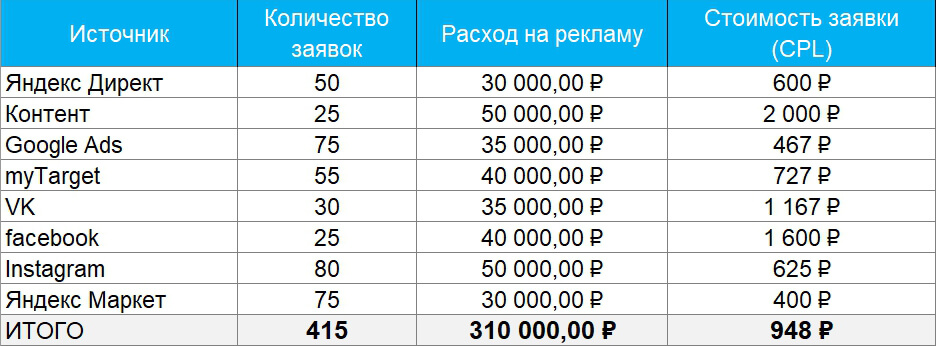 Источник Количество заявок Расход на рекламу Стоимость заявки (CPL)
Яндекс Директ 50 30 000,00 ₽ 600 ₽
Контент 25 50 000,00 ₽ 2 000 ₽
Google Ads 75 35 000,00 ₽ 467 ₽
myTarget 55 40 000,00 ₽ 727 ₽
VK 30 35 000,00 ₽ 1 167 ₽
facebook 25 40 000,00 ₽ 1 600 ₽
Instagram 80 50 000,00 ₽ 625 ₽
Яндекс Маркет 75 30 000,00 ₽ 400 ₽
ИТОГО 415 310 000,00 ₽ 948 ₽